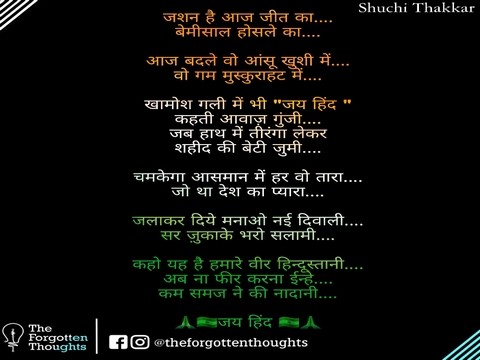 Shuchi Thakkar
जशन है आज जीत का....
बेमीसाल होसले का....
आज बदले वो आंसू खुशी में....
वो गम मुस्कुराहट में....
खामोश गली में भी "जय हिंद "
कहती आवाज़ गुंजी....
जब हाथ में तीरंगा लेकर
शहीद की बेटी जुमी....
चमकेगा आसमान में हर वो तारा....
जो था देश का प्यारा....
जलाकर दिये मनाओ नई दिवाली....
सर ज़ुकाके भरो सलामी....
कहो यह है हमारे वीर हिन्दूस्तानी....
अब ना फीर करना ईन्हे....
कम समज ने की नादानी....
🙏🇮🇳जय हिंद 🇮🇳🙏
The
Forgotten
Thoughts
@theforgottenthoughts